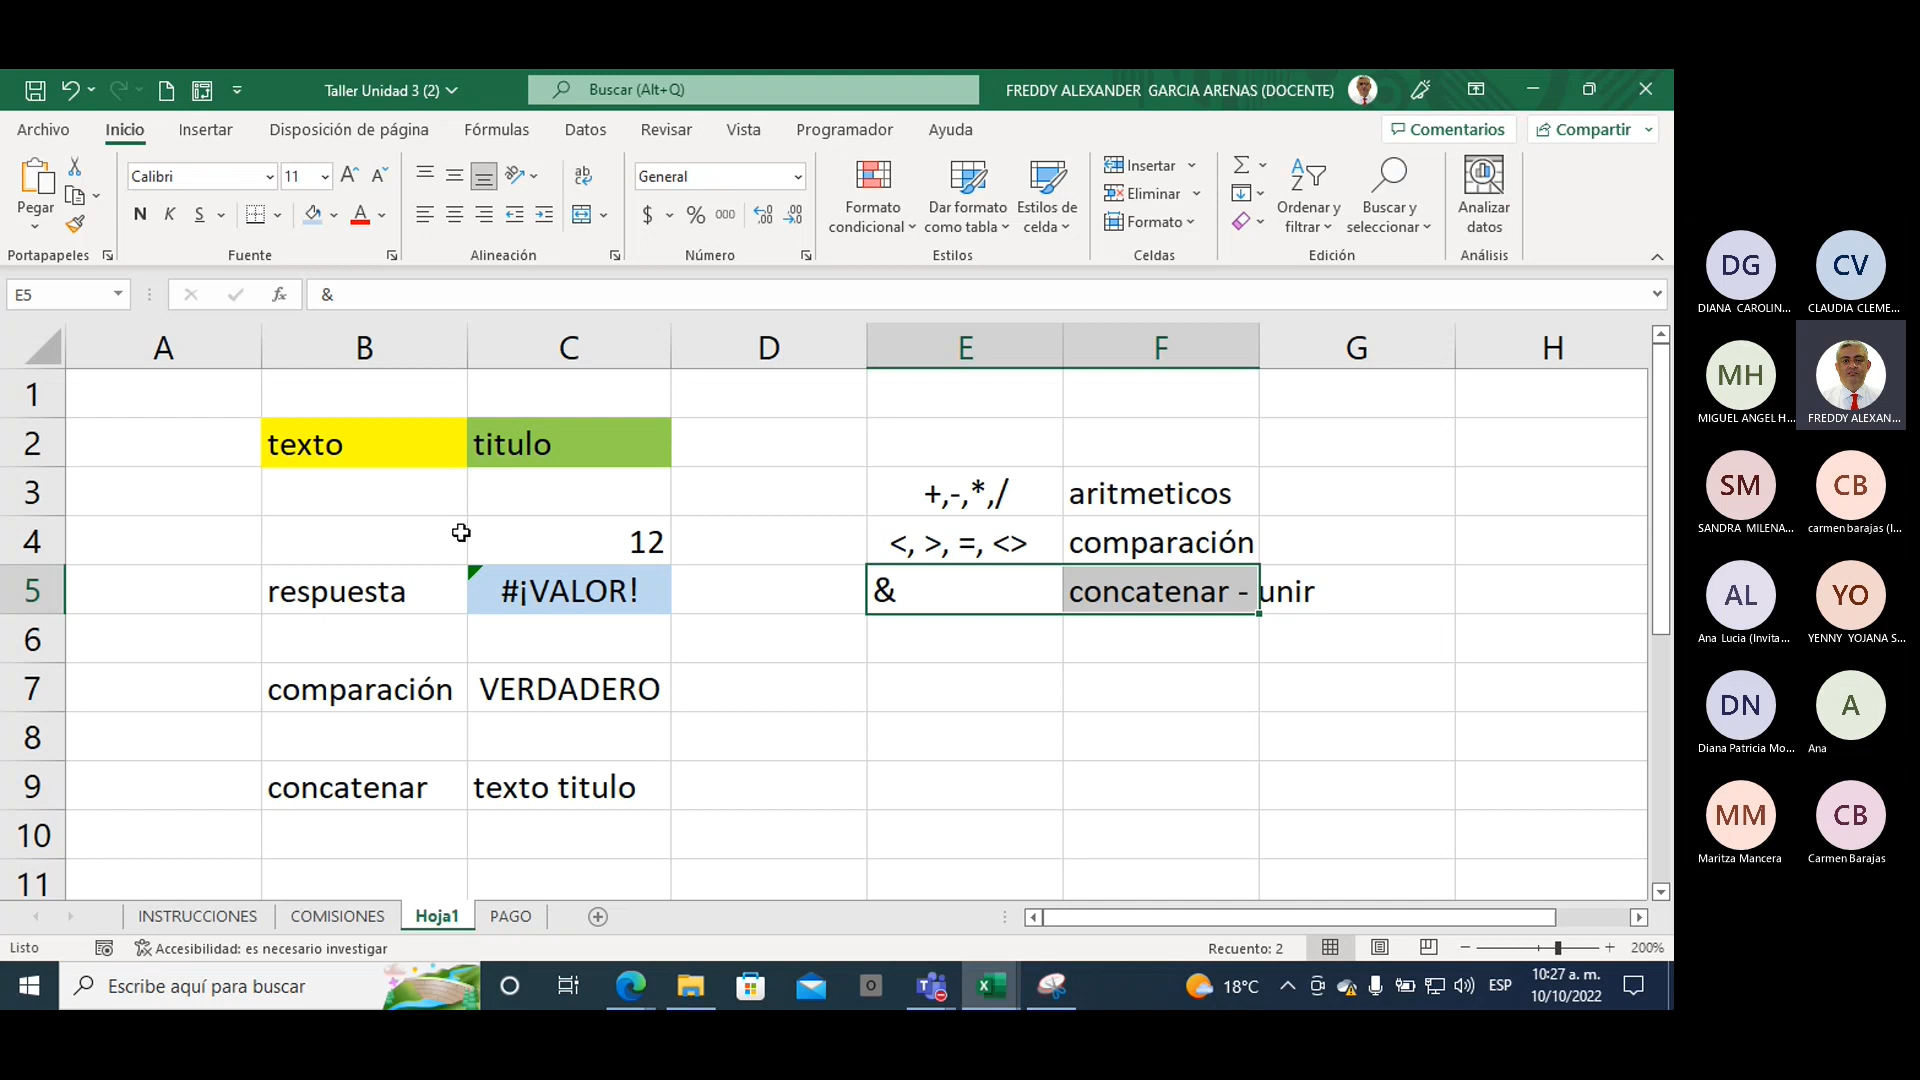 Taller Unidad 3 (2)
Buscar (Alt+Q)
FREDDY ALEXANDER GARCIA ARENAS (DOCENTE)
Archivo Inicio Insertar Disposición de página Fórmulas Datos Revisar Vista Programador Ayuda
Comentarios Compartir
Pegar
Calibri 11
General
N K S
$ % 000
Formato condicional
Dar formato como tabla
Estilos de celda
Insertar
Eliminar
Formato
Ordenar y filtrar
Buscar y seleccionar
Analizar datos
Portapapeles Fuente Alineación Número Estilos Celdas Edición Análisis
E5 fx &
A B C D E F G H
1
2 texto titulo
3 +,-,*,/ aritmeticos
4 12 <, >, =, <> comparación
5 respuesta #¡VALOR! & concatenar - unir
6
7 comparación VERDADERO
8
9 concatenar texto titulo
10
11
INSTRUCCIONES COMISIONES Hoja1 PAGO
Listo Accesibilidad: es necesario investigar Recuento: 2 200%
Escribe aquí para buscar
18°C ESP
10:27 a. m.
10/10/2022
DG CV
DIANA CAROLIN... CLAUDIA CLEME...
MH
MIGUEL ANGEL H... FREDDY ALEXAN...
SM CB
SANDRA MILENA... carmen barajas (I...
AL YO
Ana Lucia (Invita... YENNY YOJANA S...
DN A
Diana Patricia Mo... Ana
MM CB
Maritza Mancera Carmen Barajas